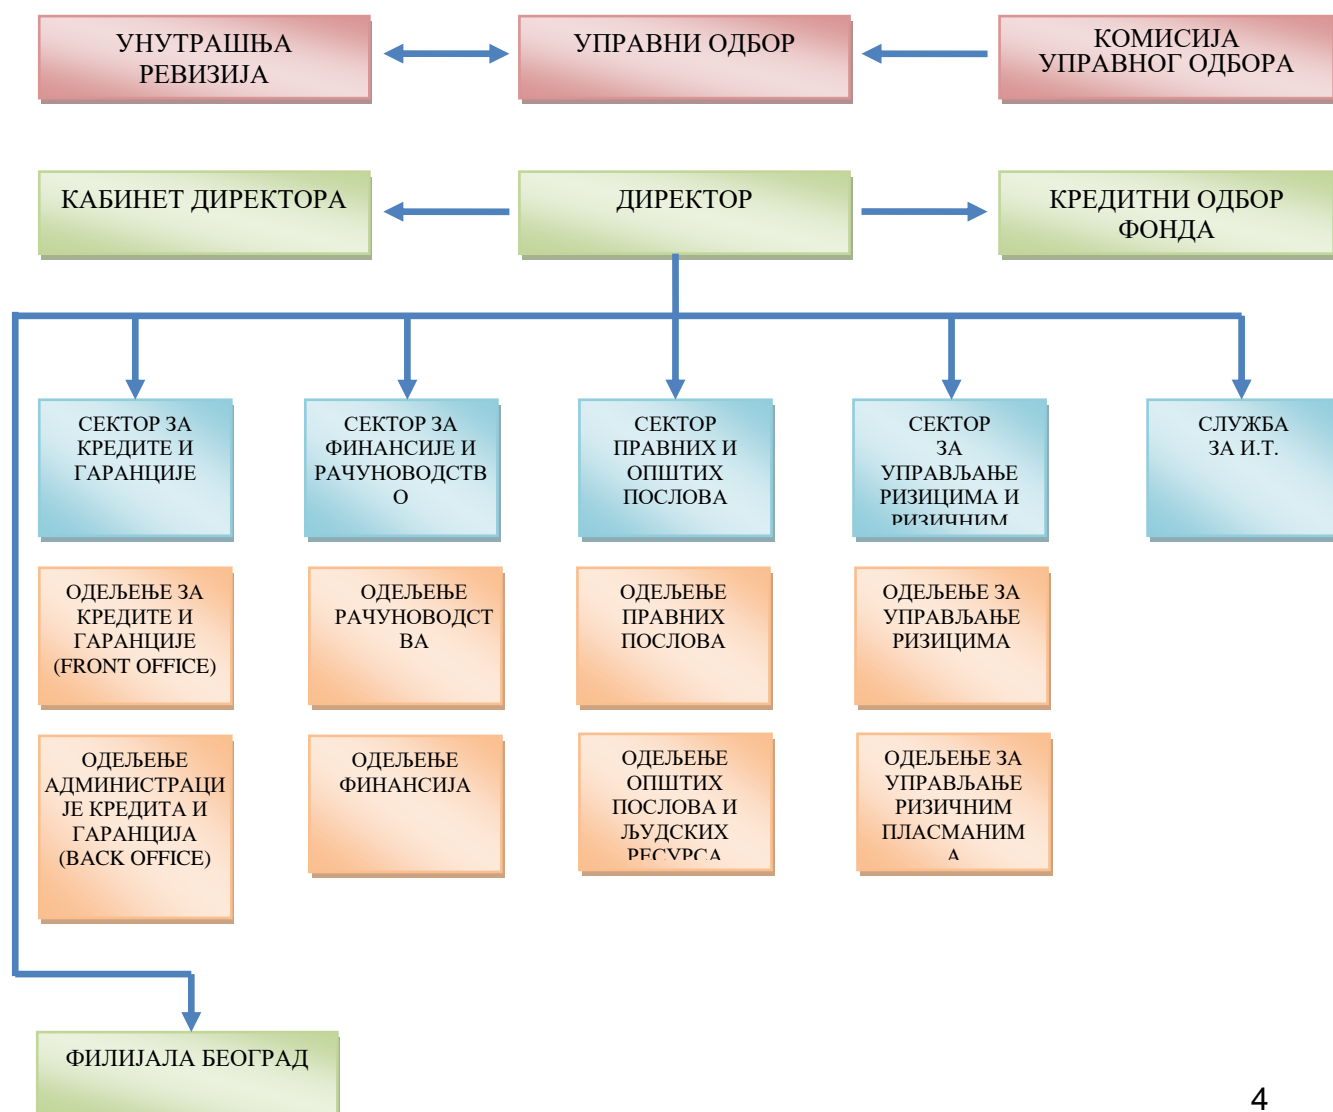 УНУТРАШЊА
РЕВИЗИЈА
УПРАВНИ ОДБОР
КОМИСИЈА
УПРАВНОГ ОДБОРА
КАБИНЕТ ДИРЕКТОРА
ДИРЕКТОР
КРЕДИТНИ ОДБОР
ФОНДА
СЕКТОР ЗА
КРЕДИТЕ И
ГАРАНЦИЈЕ
СЕКТОР ЗА
ФИНАНСИЈЕ И
РАЧУНОВОДСТВ
О
СЕКТОР
ПРАВНИХ И
ОПШТИХ
ПОСЛОВА
СЕКТОР
ЗА
УПРАВЉАЊЕ
РИЗИЦИМА И
РИЗИЧНИМ
СЛУЖБА
ЗА И.Т.
ОДЕЉЕЊЕ ЗА
КРЕДИТЕ И
ГАРАНЦИЈЕ
(FRONT OFFICE)
ОДЕЉЕЊЕ
РАЧУНОВОДСТ
ВА
ОДЕЉЕЊЕ
ПРАВНИХ
ПОСЛОВА
ОДЕЉЕЊЕ ЗА
УПРАВЉАЊЕ
РИЗИЦИМА
ОДЕЉЕЊЕ
АДМИНИСТРАЦИ
ЈЕ КРЕДИТА И
ГАРАНЦИЈА
(BACK OFFICE)
ОДЕЉЕЊЕ
ФИНАНСИЈА
ОДЕЉЕЊЕ
ОПШТИХ
ПОСЛОВА И
ЉУДСКИХ
РЕСУРСА
ОДЕЉЕЊЕ ЗА
УПРАВЉАЊЕ
РИЗИЧНИМ
ПЛАСМАНИМ
А
ФИЛИЈАЛА БЕОГРАД
4